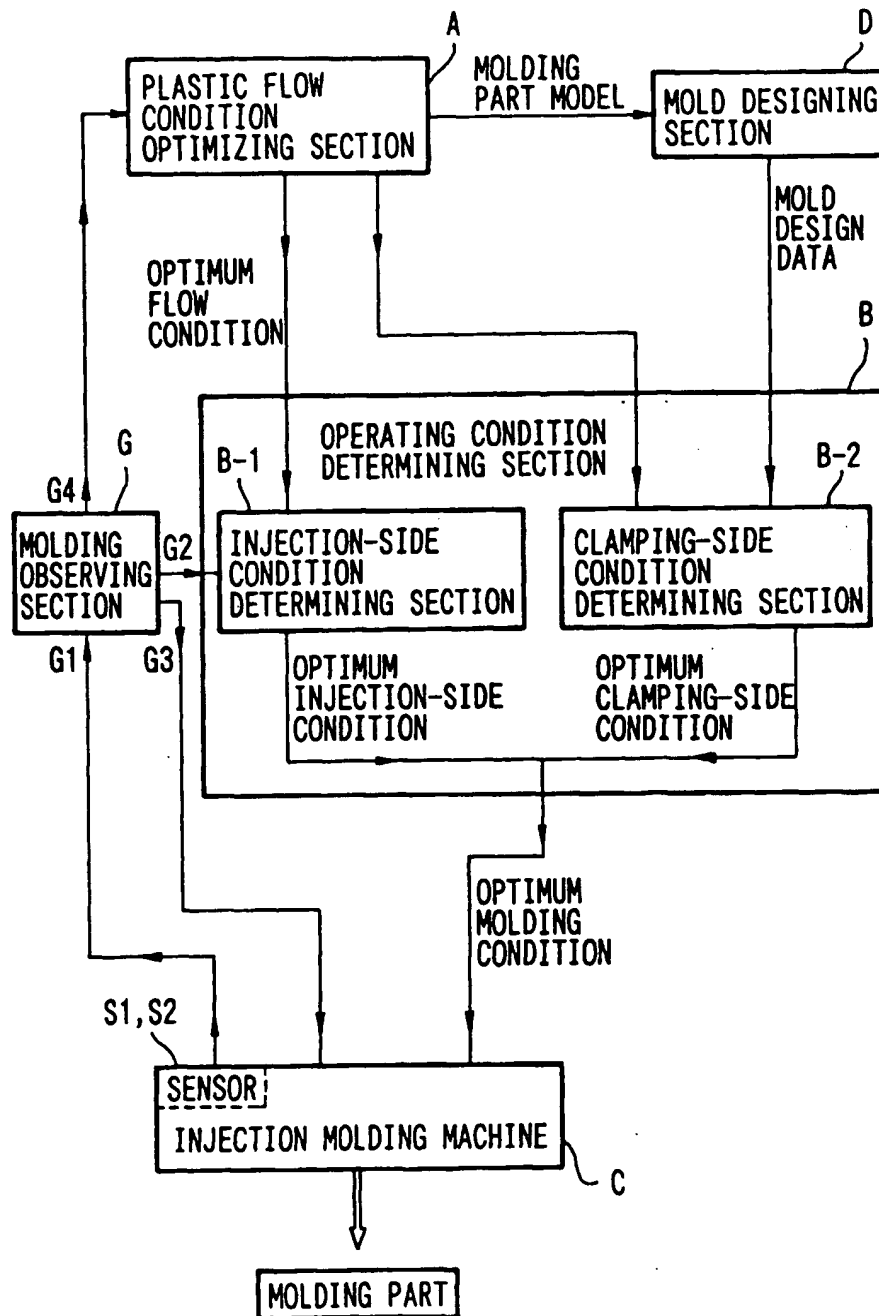 A
D
PLASTIC FLOW
CONDITION
OPTIMIZING SECTION
MOLDING
PART MODEL
MOLD DESIGNING
SECTION
OPTIMUM
FLOW
CONDITION
MOLD
DESIGN
DATA
B
OPERATING CONDITION
DETERMINING SECTION
G
G4
B-1
B-2
MOLDING
OBSERVING
SECTION
G2
INJECTION-SIDE
CONDITION
DETERMINING SECTION
CLAMPING-SIDE
CONDITION
DETERMINING SECTION
G1
G3
OPTIMUM
INJECTION-SIDE
CONDITION
OPTIMUM
CLAMPING-SIDE
CONDITION
OPTIMUM
MOLDING
CONDITION
S1,S2
SENSOR
INJECTION MOLDING MACHINE
C
MOLDING PART